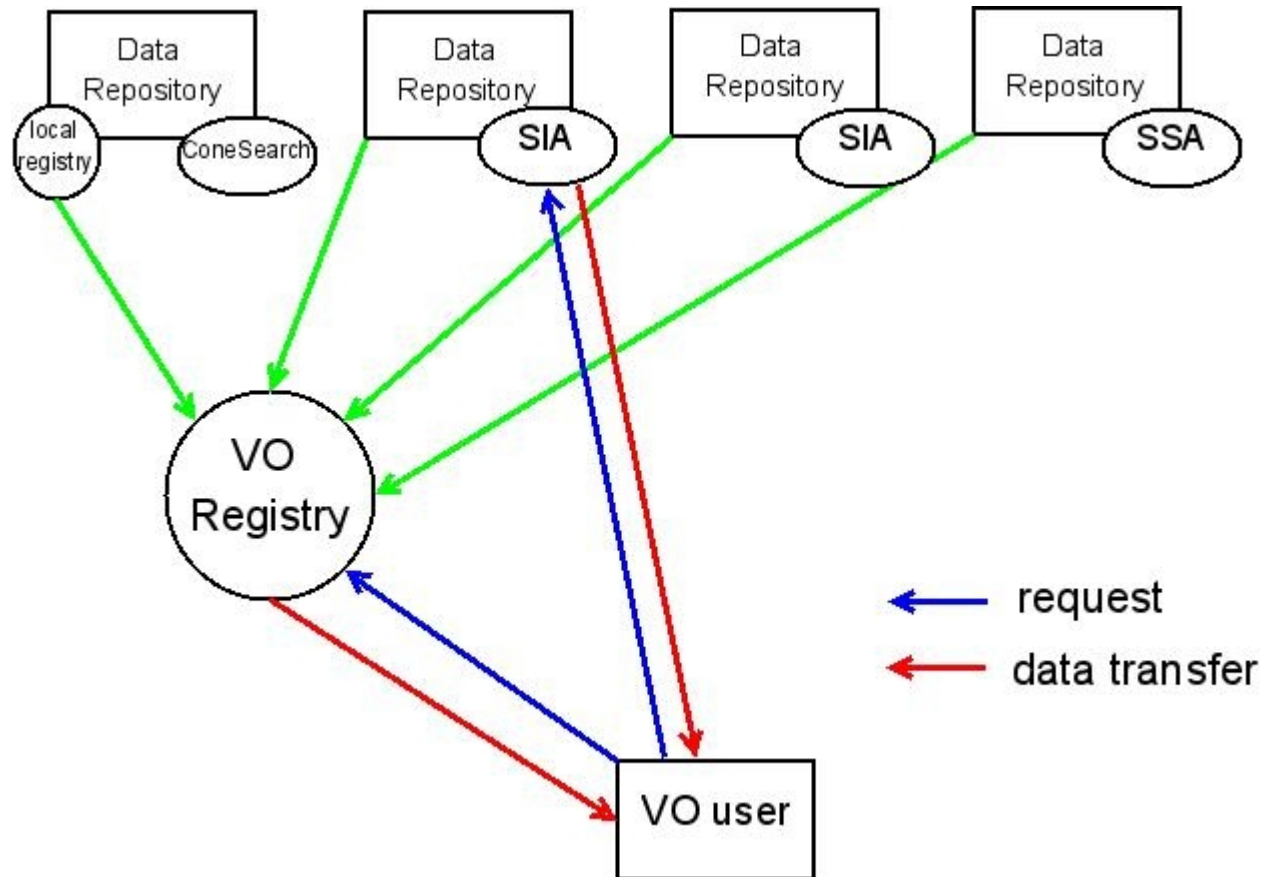 Data
Repository
local
registry
ConeSearch
Data
Repository
SIA
Data
Repository
SIA
Data
Repository
SSA
VO
Registry
request
data transfer
VO user